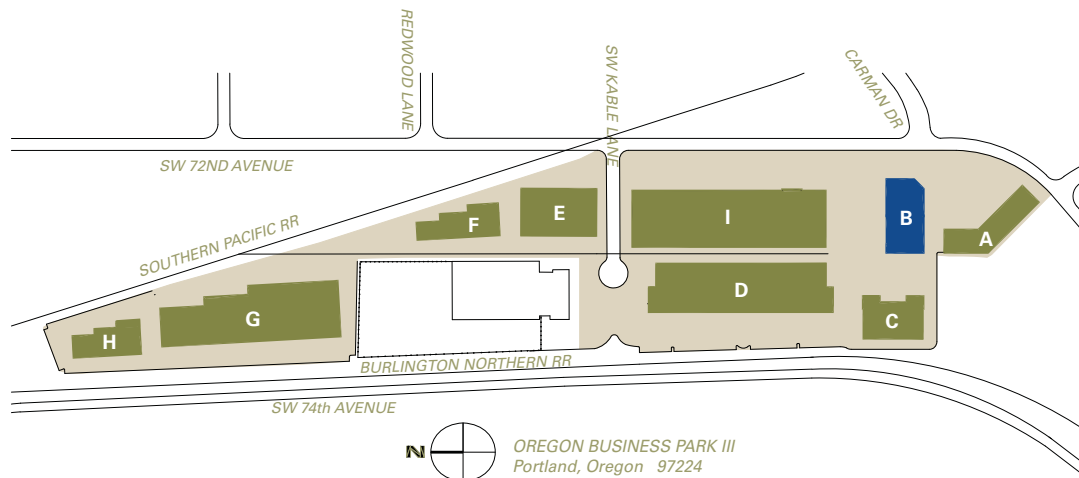 REDWOOD LANE
SW KABLE LANE
CARMAN DR
SW 72ND AVENUE
SOUTHERN PACIFIC RR
A
B
C
D
E
F
G
H
I
BURLINGTON NORTHERN RR
SW 74th AVENUE
N
OREGON BUSINESS PARK III
Portland, Oregon 97224